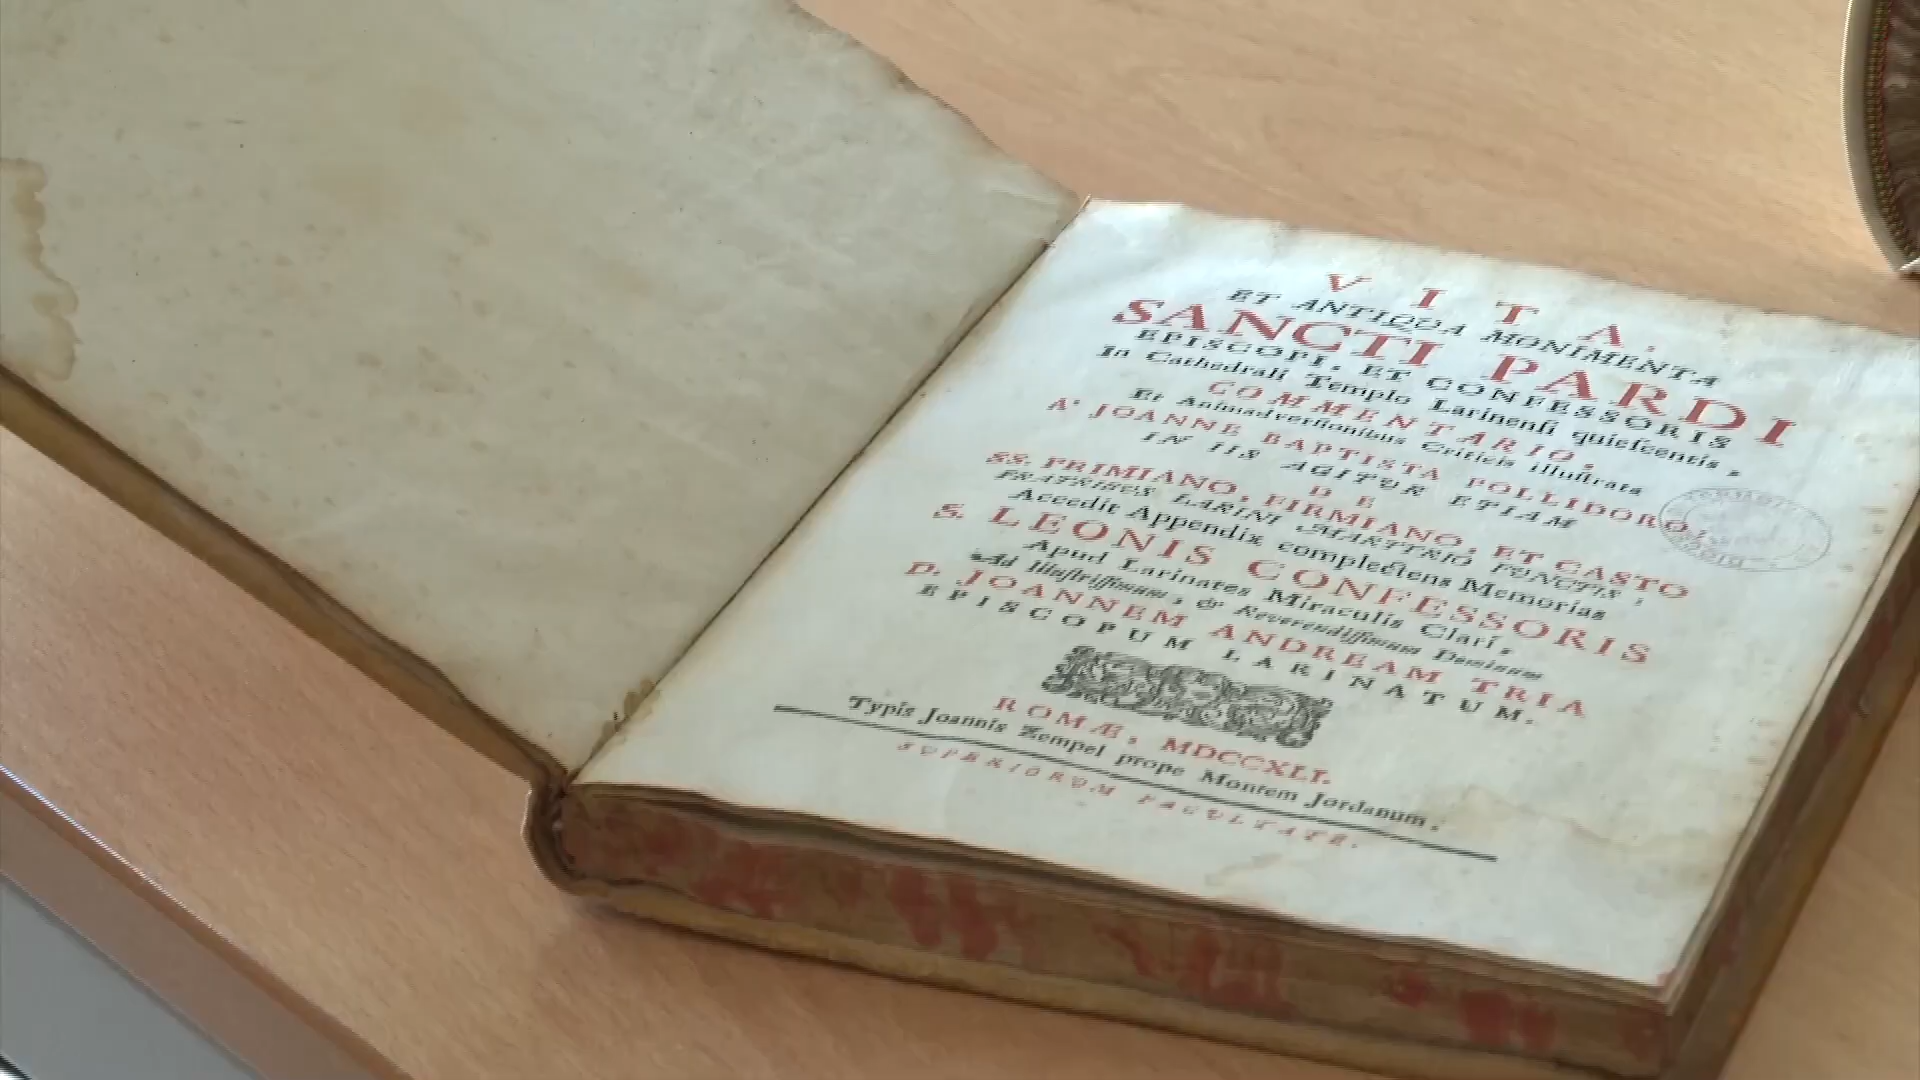 VITA
ET ANTIQUA MONIMENTA
SANCTI PARDI
EPISCOPI, ET CONFESSORIS
In Cathedrali Templo Larinensi quiescentis,
COMMENTARIO,
Et Animadversionibus Criticis illustrata
A' JOANNE BAPTISTA POLLIDORO.
IN IIS AGITUR ETIAM
DE
SS. PRIMIANO, FIRMIANO, ET CASTO
FRATRIBUS LARINI MARTYRIO FUNCTIS:
Accedit Appendix complectens Memorias
S. LEONIS CONFESSORIS
Apud Larinates Miraculis Clari,
Ad Illustrissimum, & Reverendissimum Dominum
D. JOANNEM ANDREAM TRIA
EPISCOPUM LARINATUM.
ROMÆ, MDCCXLI.
Typis Joannis Zempel prope Montem Jordanum.
SUPERIORUM FACULTATE.